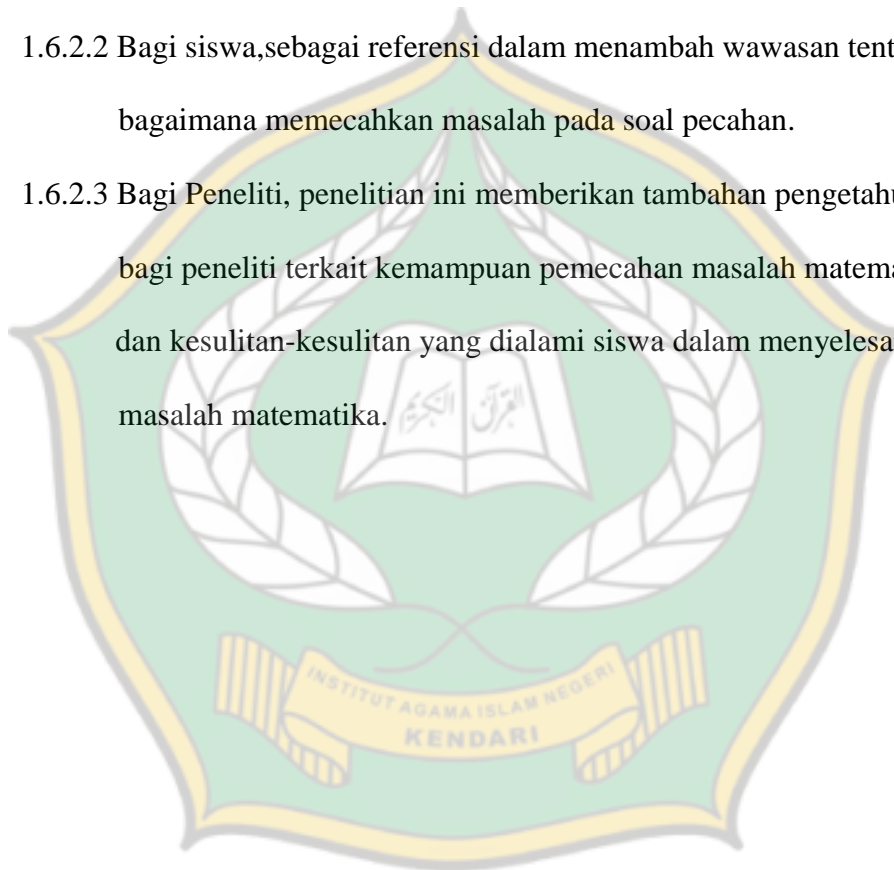 1.6.2.2 Bagi siswa,sebagai referensi dalam menambah wawasan tent
bagaimana memecahkan masalah pada soal pecahan.
1.6.2.3 Bagi Peneliti, penelitian ini memberikan tambahan pengetahu
bagi peneliti terkait kemampuan pemecahan masalah matema
dan kesulitan-kesulitan yang dialami siswa dalam menyelesa
masalah matematika.
القرآن الكريم
INSTITUT AGAMA ISLAM NEGERI
KENDARI